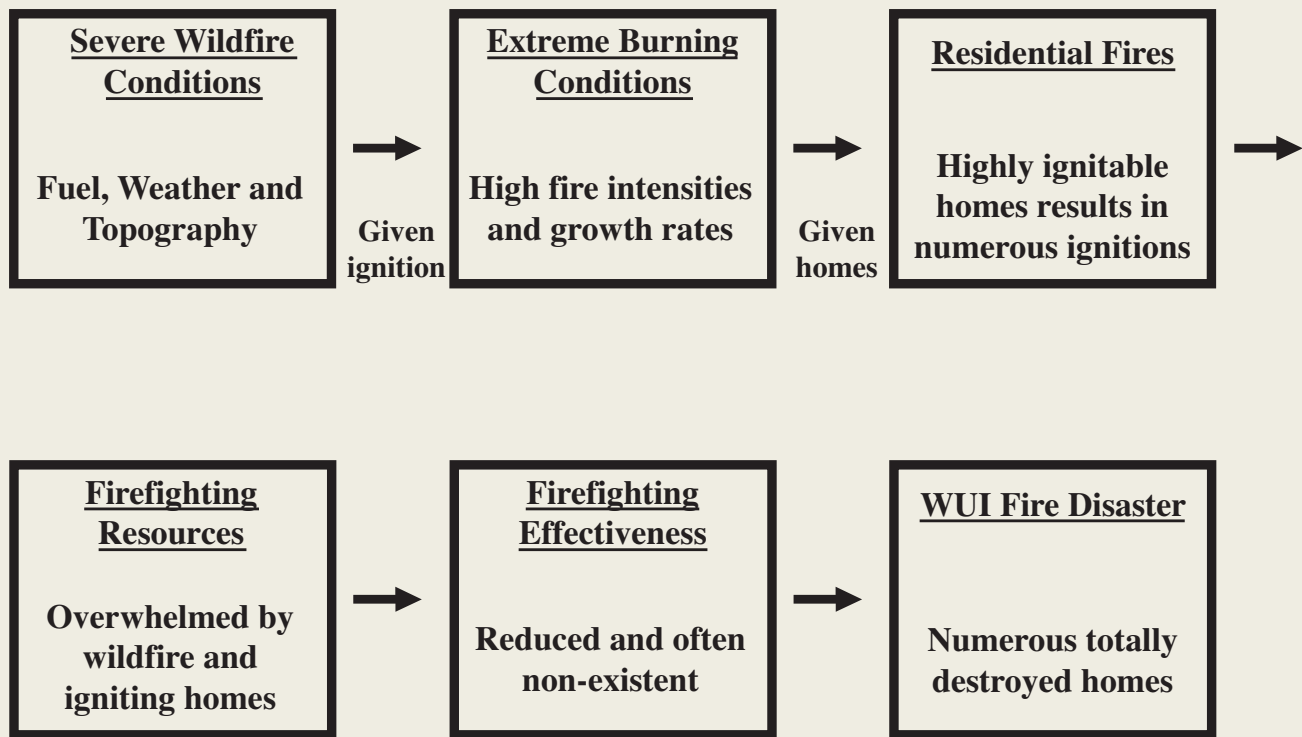 Severe Wildfire
Conditions
Fuel, Weather and
Topography
Given
ignition
Extreme Burning
Conditions
High fire intensities
and growth rates
Given
homes
Residential Fires
Highly ignitable
homes results in
numerous ignitions
Firefighting
Resources
Overwhelmed by
wildfire and
igniting homes
Firefighting
Effectiveness
Reduced and often
non-existent
WUI Fire Disaster
Numerous totally
destroyed homes